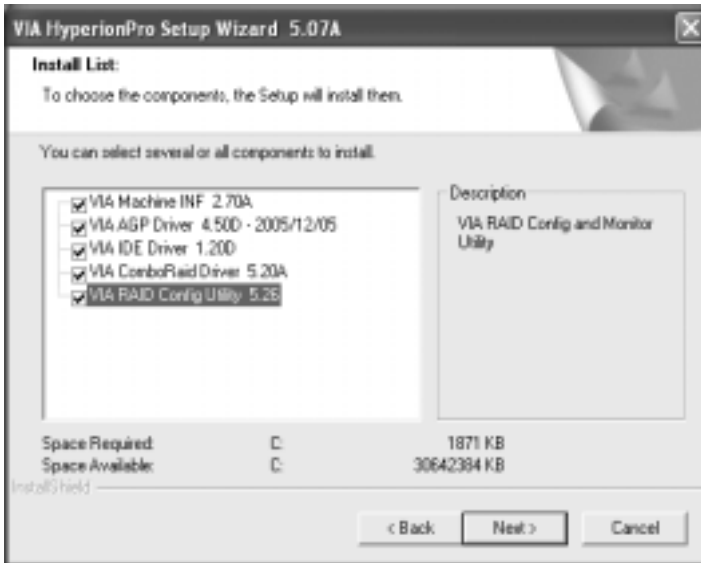 VIA HyperionPro Setup Wizard 5.07A
Install List:
To choose the components, the Setup will install them.
You can select several or all components to install.
VIA Machine INF 2.70A
VIA AGP Driver 4.50D - 2005/12/05
VIA IDE Driver 1.20D
VIA ComboRaid Driver 5.20A
VIA RAID Config Utility 5.26
Description
VIA RAID Config and Monitor
Utility
Space Required: C: 1871 KB
Space Available: C: 30642384 KB
InstallShield
< Back Next > Cancel